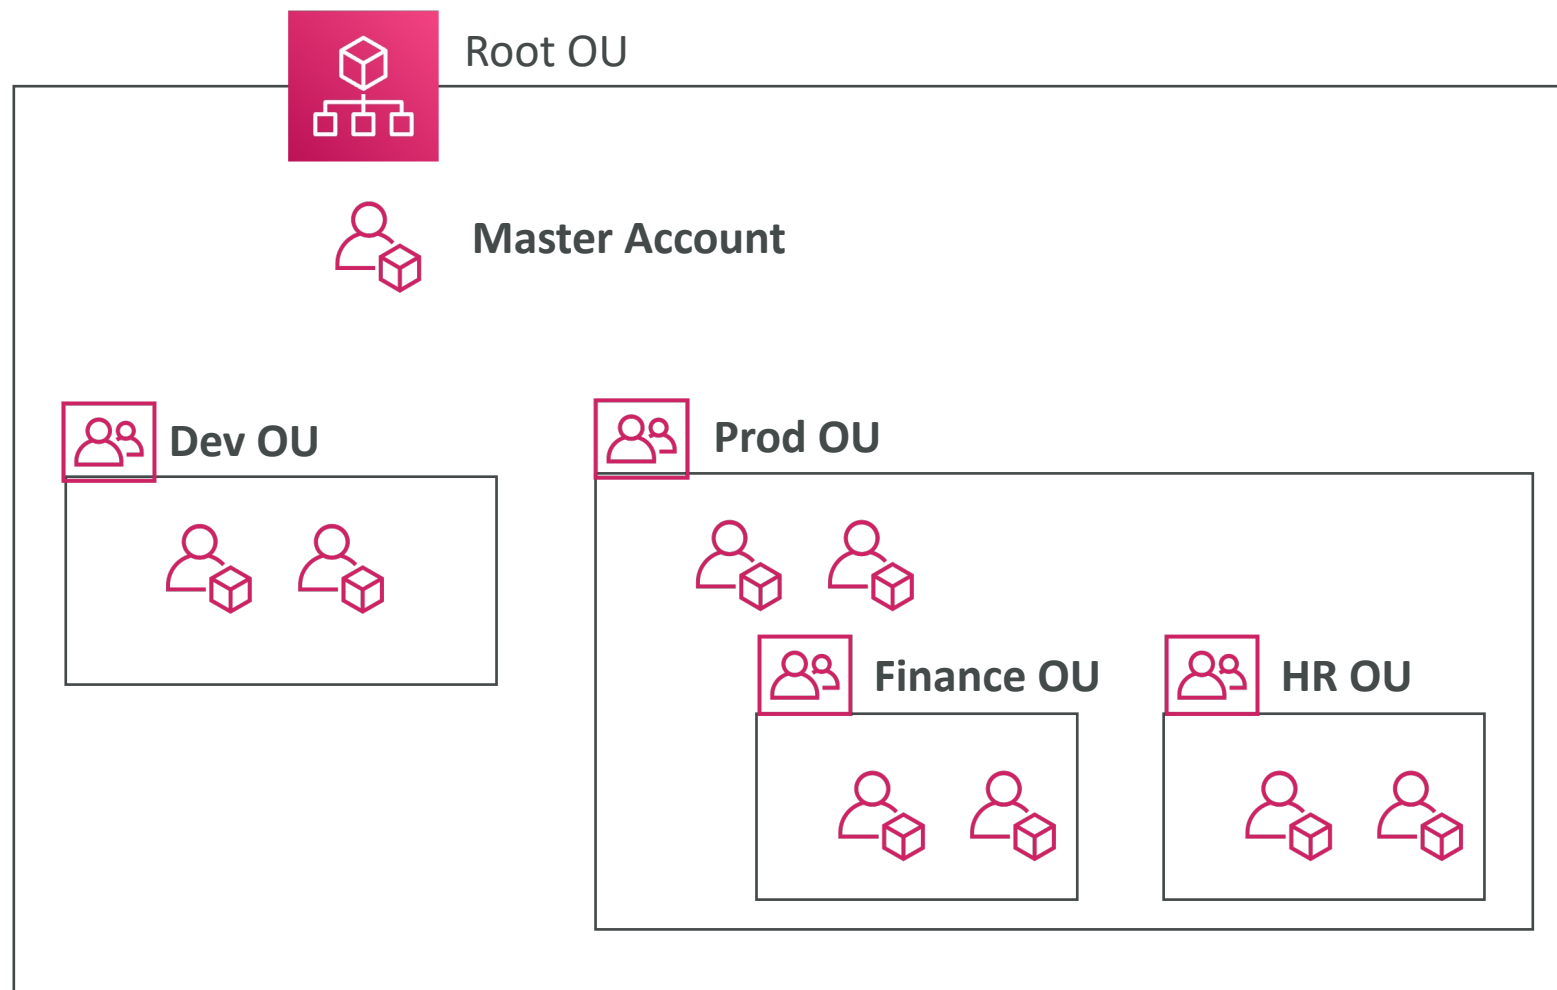 Root OU
Master Account
Dev OU
Prod OU
Finance OU
HR OU